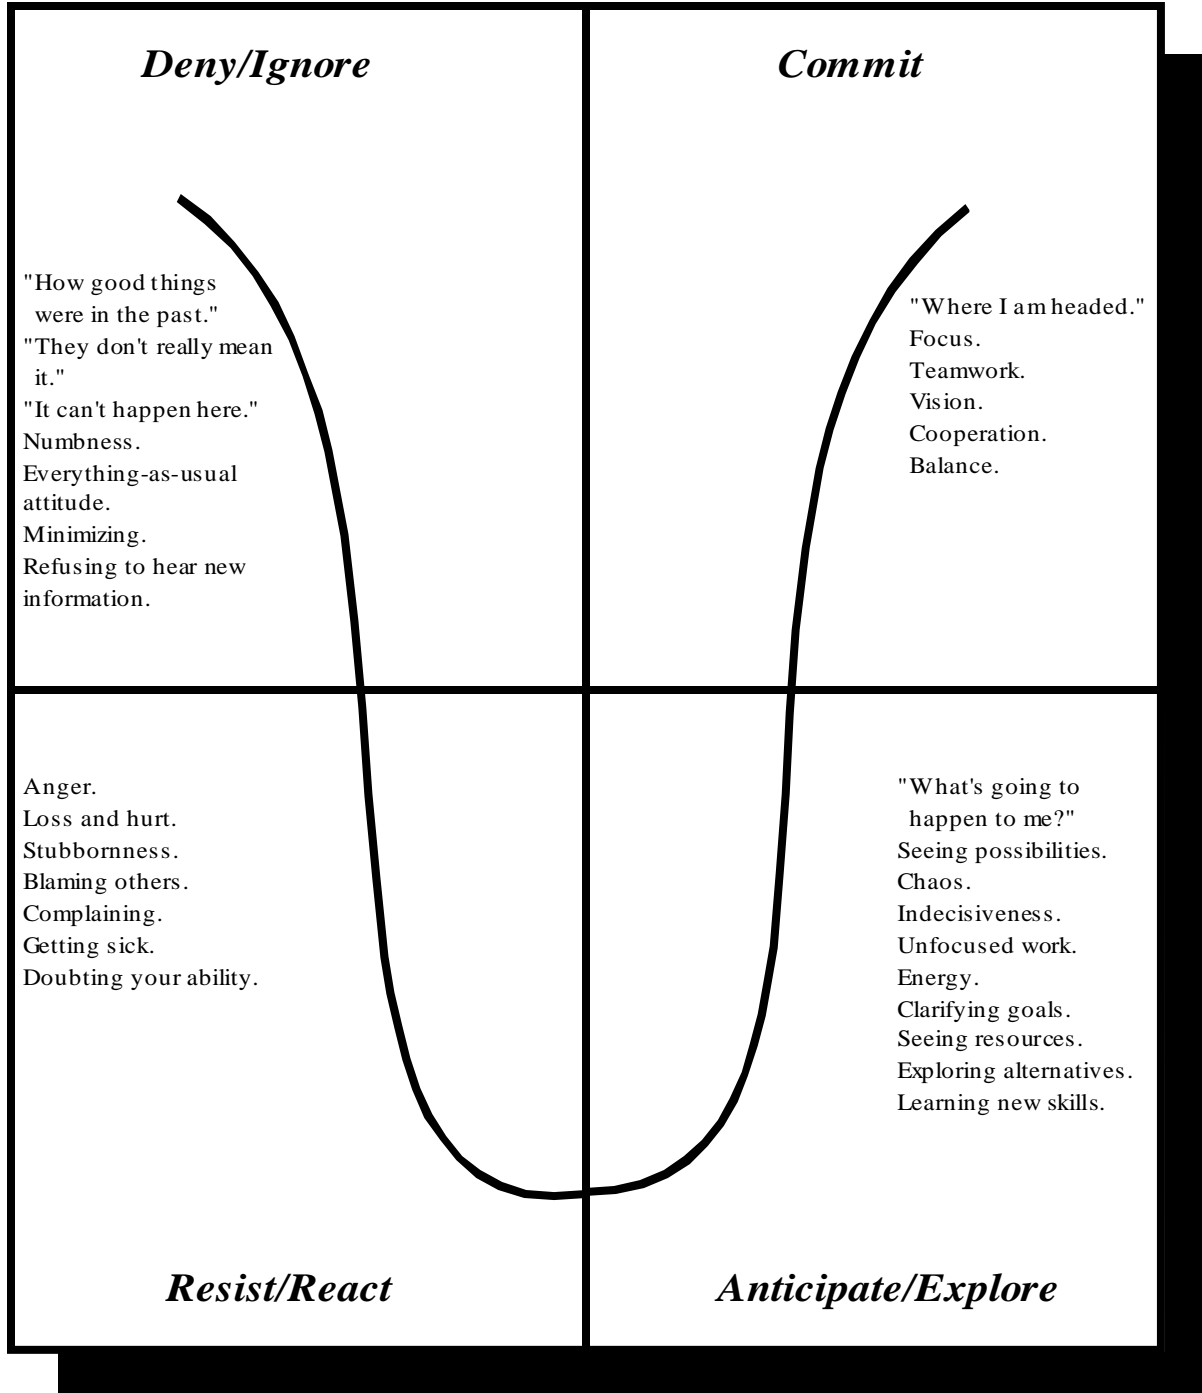 Deny/Ignore
"How good things
were in the past."
"They don't really mean
it."
"It can't happen here."
Numbness.
Everything-as-usual
attitude.
Minimizing.
Refusing to hear new
information.
Commit
"Where I am headed."
Focus.
Teamwork.
Vision.
Cooperation.
Balance.
Anger.
Loss and hurt.
Stubbornness.
Blaming others.
Complaining.
Getting sick.
Doubting your ability.
Resist/React
"What's going to
happen to me?"
Seeing possibilities.
Chaos.
Indecisiveness.
Unfocused work.
Energy.
Clarifying goals.
Seeing resources.
Exploring alternatives.
Learning new skills.
Anticipate/Explore